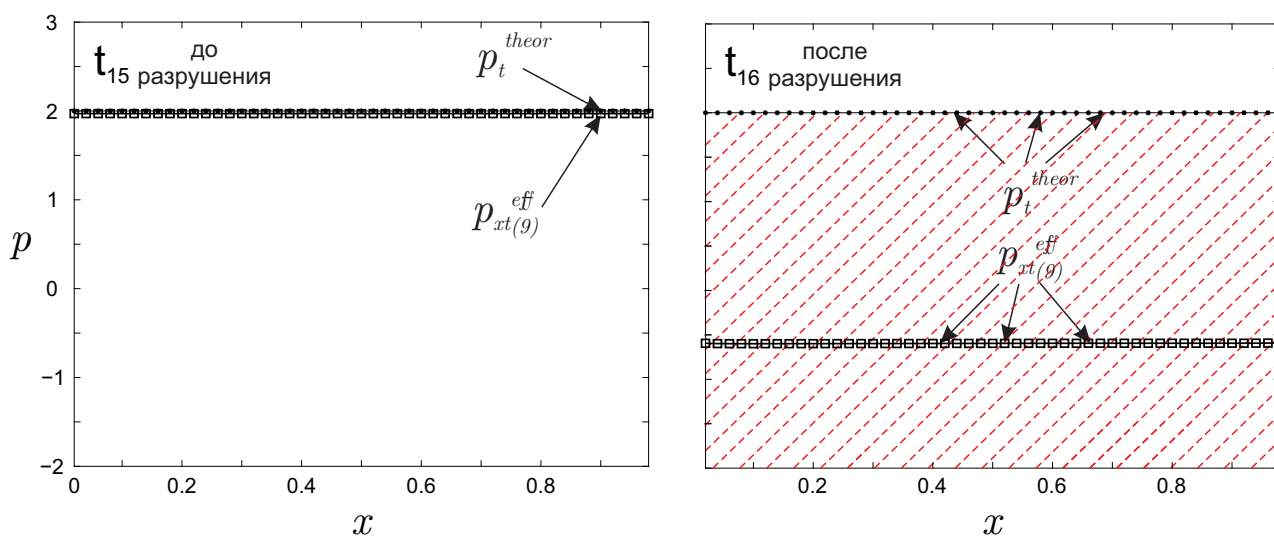 3
t15 до
разрушения
p_t^theor
2
p_xt(9)^eff
1
p
0
−1
−2
0 0.2 0.4 0.6 0.8
x
t16 после
разрушения
p_t^theor
p_xt(9)^eff
0.2 0.4 0.6 0.8
x